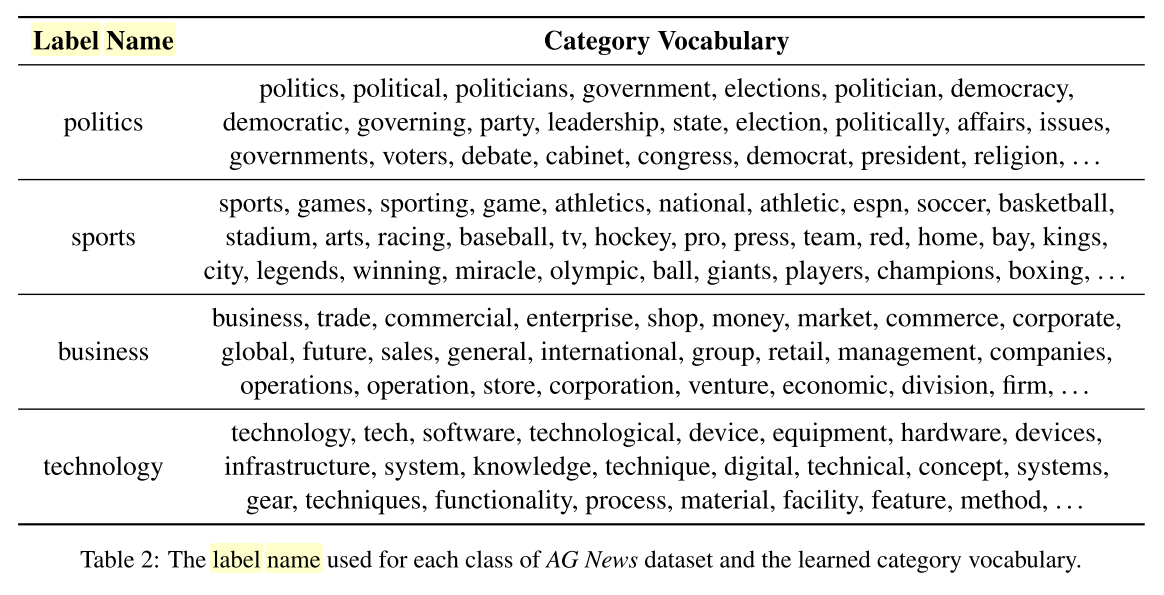 Label Name Category Vocabulary
politics, political, politicians, government, elections, politician, democracy,
politics democratic, governing, party, leadership, state, election, politically, affairs, issues,
governments, voters, debate, cabinet, congress, democrat, president, religion, ...
sports, games, sporting, game, athletics, national, athletic, espn, soccer, basketball,
sports stadium, arts, racing, baseball, tv, hockey, pro, press, team, red, home, bay, kings,
city, legends, winning, miracle, olympic, ball, giants, players, champions, boxing, ...
business, trade, commercial, enterprise, shop, money, market, commerce, corporate,
business global, future, sales, general, international, group, retail, management, companies,
operations, operation, store, corporation, venture, economic, division, firm, ...
technology, tech, software, technological, device, equipment, hardware, devices,
technology infrastructure, system, knowledge, technique, digital, technical, concept, systems,
gear, techniques, functionality, process, material, facility, feature, method, ...
Table 2: The label name used for each class of AG News dataset and the learned category vocabulary.